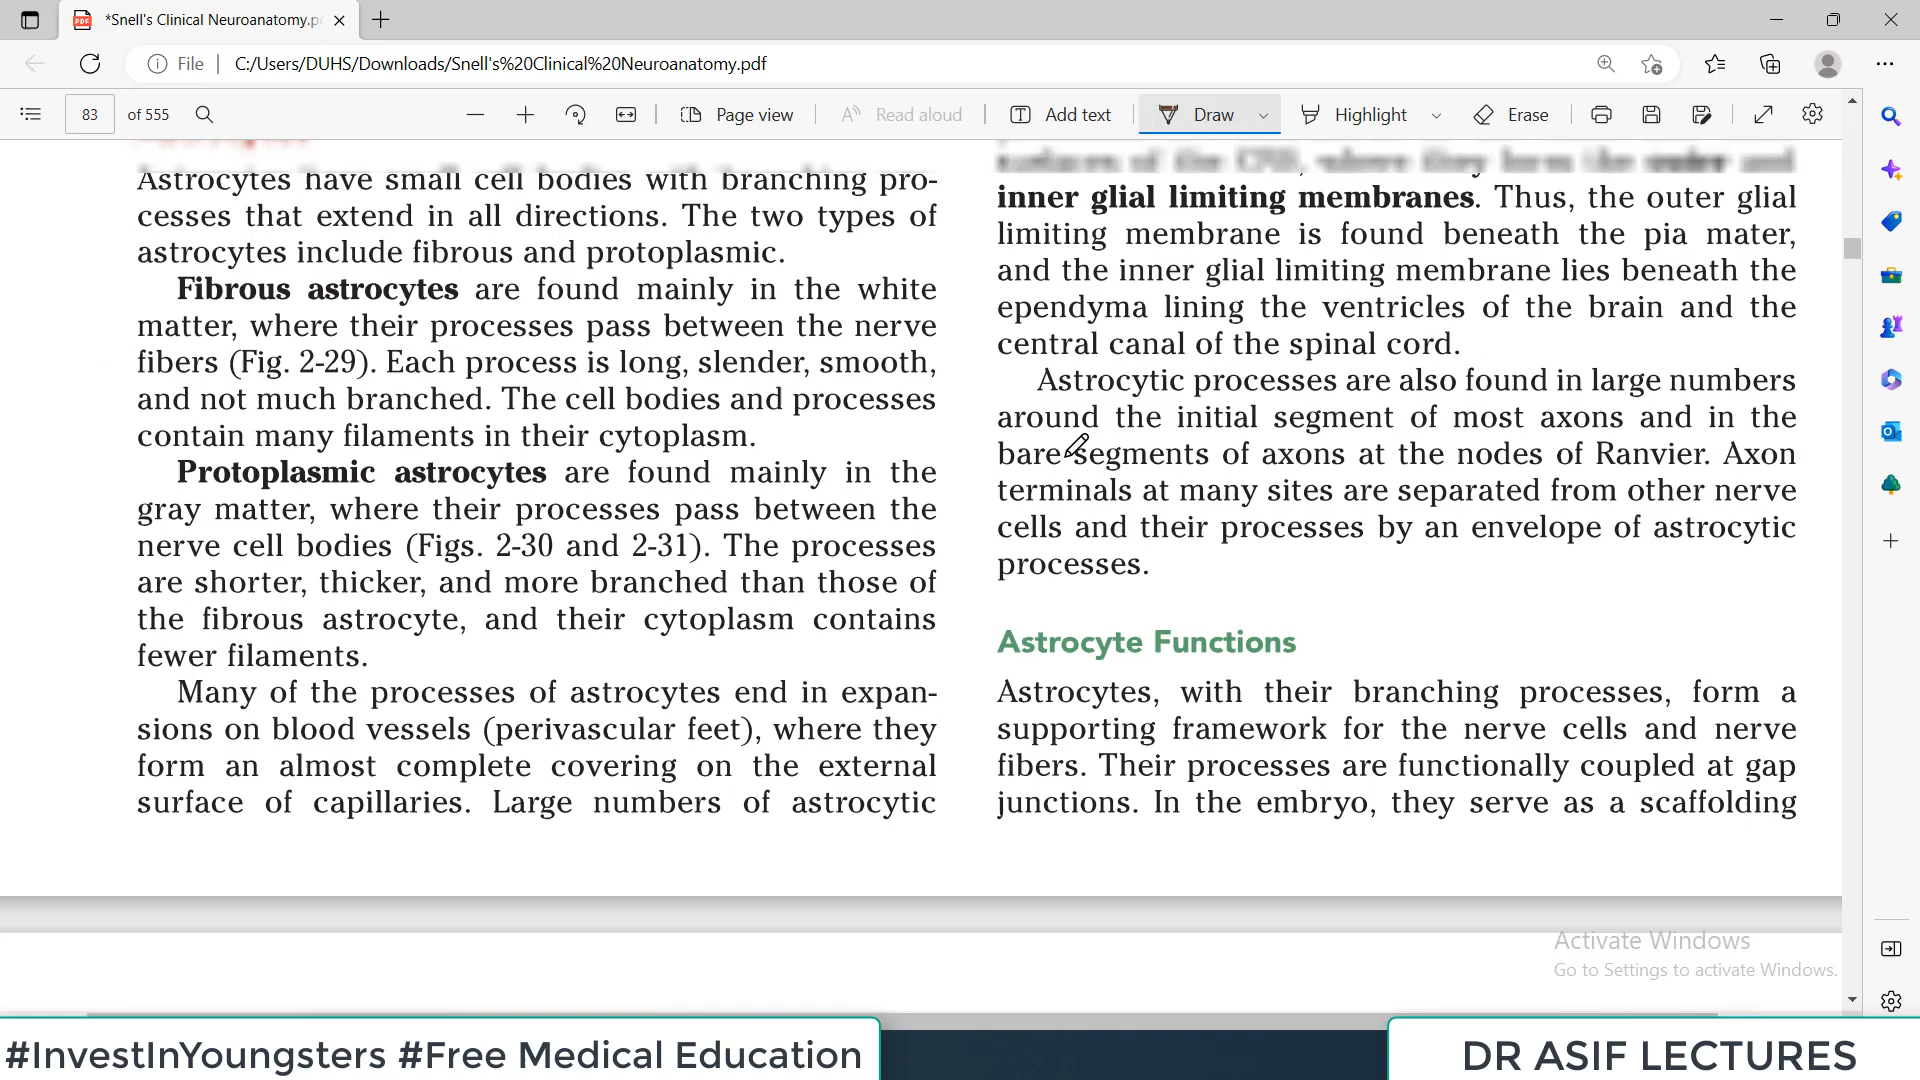 *Snell's Clinical Neuroanatomy.p
File
C:/Users/DUHS/Downloads/Snell's%20Clinical%20Neuroanatomy.pdf
83 of 555
Page view
Read aloud
Add text
Draw
Highlight
Erase
Astrocytes have small cell bodies with branching pro-
cesses that extend in all directions. The two types of
astrocytes include fibrous and protoplasmic.
Fibrous astrocytes are found mainly in the white
matter, where their processes pass between the nerve
fibers (Fig. 2-29). Each process is long, slender, smooth,
and not much branched. The cell bodies and processes
contain many filaments in their cytoplasm.
Protoplasmic astrocytes are found mainly in the
gray matter, where their processes pass between the
nerve cell bodies (Figs. 2-30 and 2-31). The processes
are shorter, thicker, and more branched than those of
the fibrous astrocyte, and their cytoplasm contains
fewer filaments.
Many of the processes of astrocytes end in expan-
sions on blood vessels (perivascular feet), where they
form an almost complete covering on the external
surface of capillaries. Large numbers of astrocytic
surfaces of the CNS, where they form the outer and
inner glial limiting membranes. Thus, the outer glial
limiting membrane is found beneath the pia mater,
and the inner glial limiting membrane lies beneath the
ependyma lining the ventricles of the brain and the
central canal of the spinal cord.
Astrocytic processes are also found in large numbers
around the initial segment of most axons and in the
bare segments of axons at the nodes of Ranvier. Axon
terminals at many sites are separated from other nerve
cells and their processes by an envelope of astrocytic
processes.
Astrocyte Functions
Astrocytes, with their branching processes, form a
supporting framework for the nerve cells and nerve
fibers. Their processes are functionally coupled at gap
junctions. In the embryo, they serve as a scaffolding
Activate Windows
Go to Settings to activate Windows.
#InvestInYoungsters #Free Medical Education
DR ASIF LECTURES